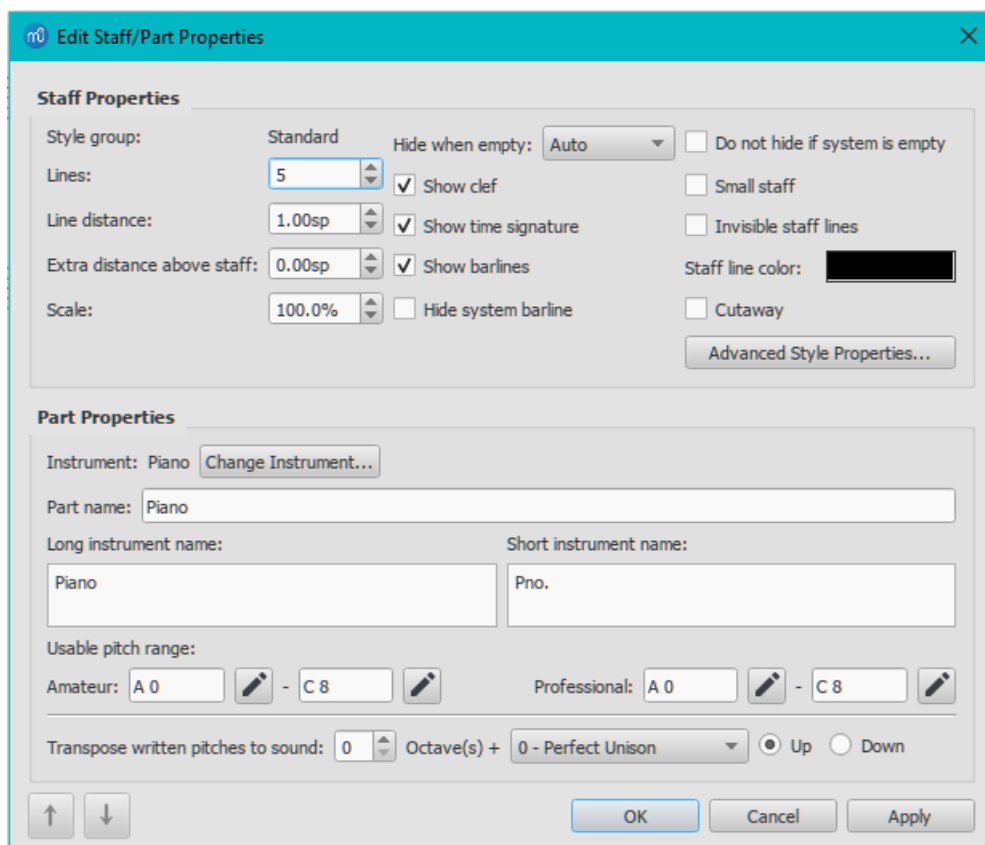 Edit Staff/Part Properties
Staff Properties
Style group: Standard
Lines: 5
Line distance: 1.00sp
Extra distance above staff: 0.00sp
Scale: 100.0%
Hide when empty: Auto
Show clef
Show time signature
Show barlines
Hide system barline
Do not hide if system is empty
Small staff
Invisible staff lines
Staff line color:
Cutaway
Advanced Style Properties...
Part Properties
Instrument: Piano Change Instrument...
Part name: Piano
Long instrument name:
Piano
Short instrument name:
Pno.
Usable pitch range:
Amateur: A 0 - C 8 Professional: A 0 - C 8
Transpose written pitches to sound: 0 Octave(s) + 0 - Perfect Unison Up Down
OK Cancel Apply